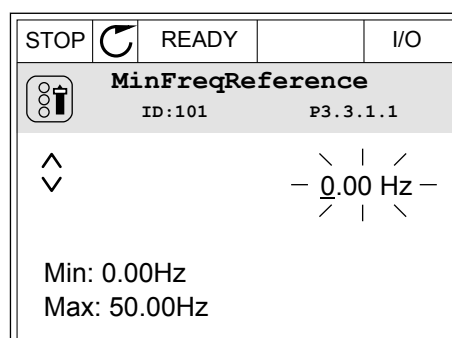 STOP READY I/O
MinFreqReference
ID:101 P3.3.1.1
0.00 Hz
Min: 0.00Hz
Max: 50.00Hz